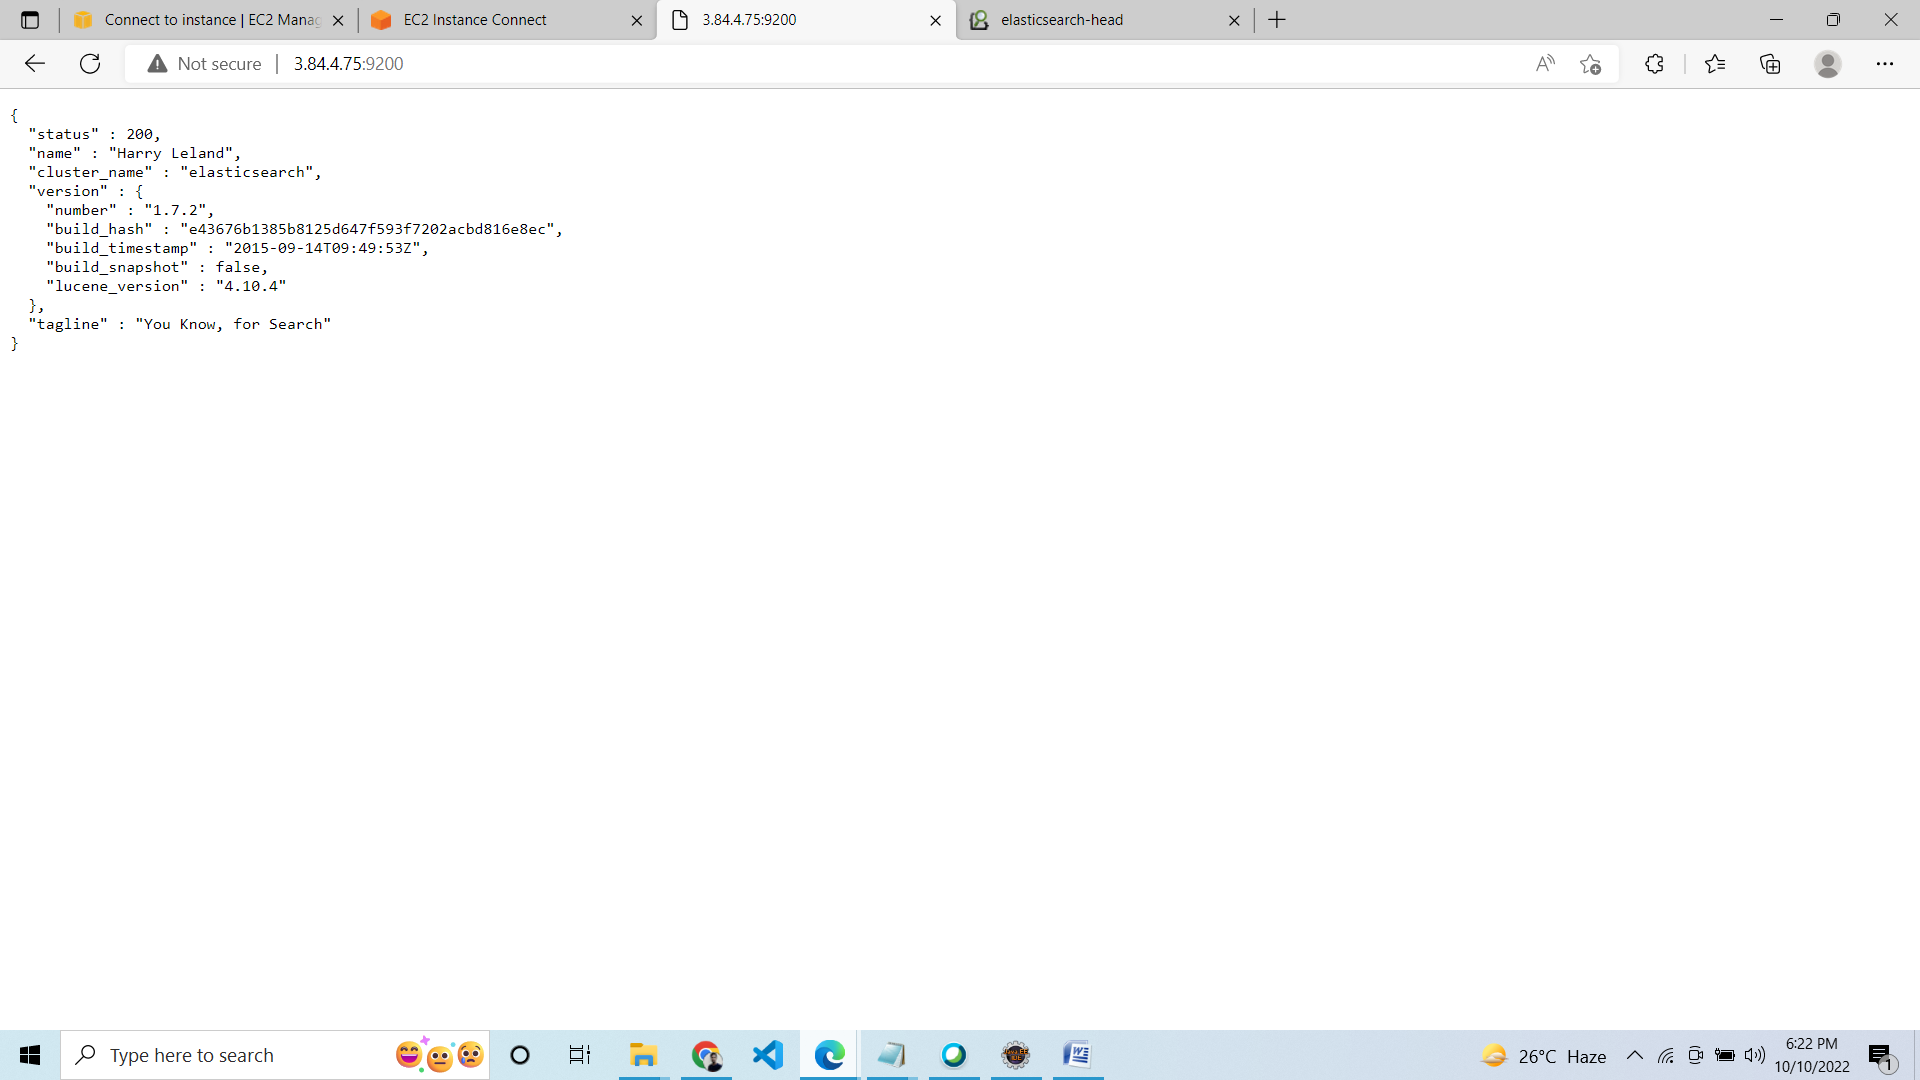 Connect to instance | EC2 Manag
EC2 Instance Connect
3.84.4.75:9200
elasticsearch-head
Not secure
3.84.4.75:9200
{
"status" : 200,
"name" : "Harry Leland",
"cluster_name" : "elasticsearch",
"version" : {
"number" : "1.7.2",
"build_hash" : "e43676b1385b8125d647f593f7202acbd816e8ec",
"build_timestamp" : "2015-09-14T09:49:53Z",
"build_snapshot" : false,
"lucene_version" : "4.10.4"
},
"tagline" : "You Know, for Search"
}
Type here to search
26°C Haze
6:22 PM
10/10/2022
1